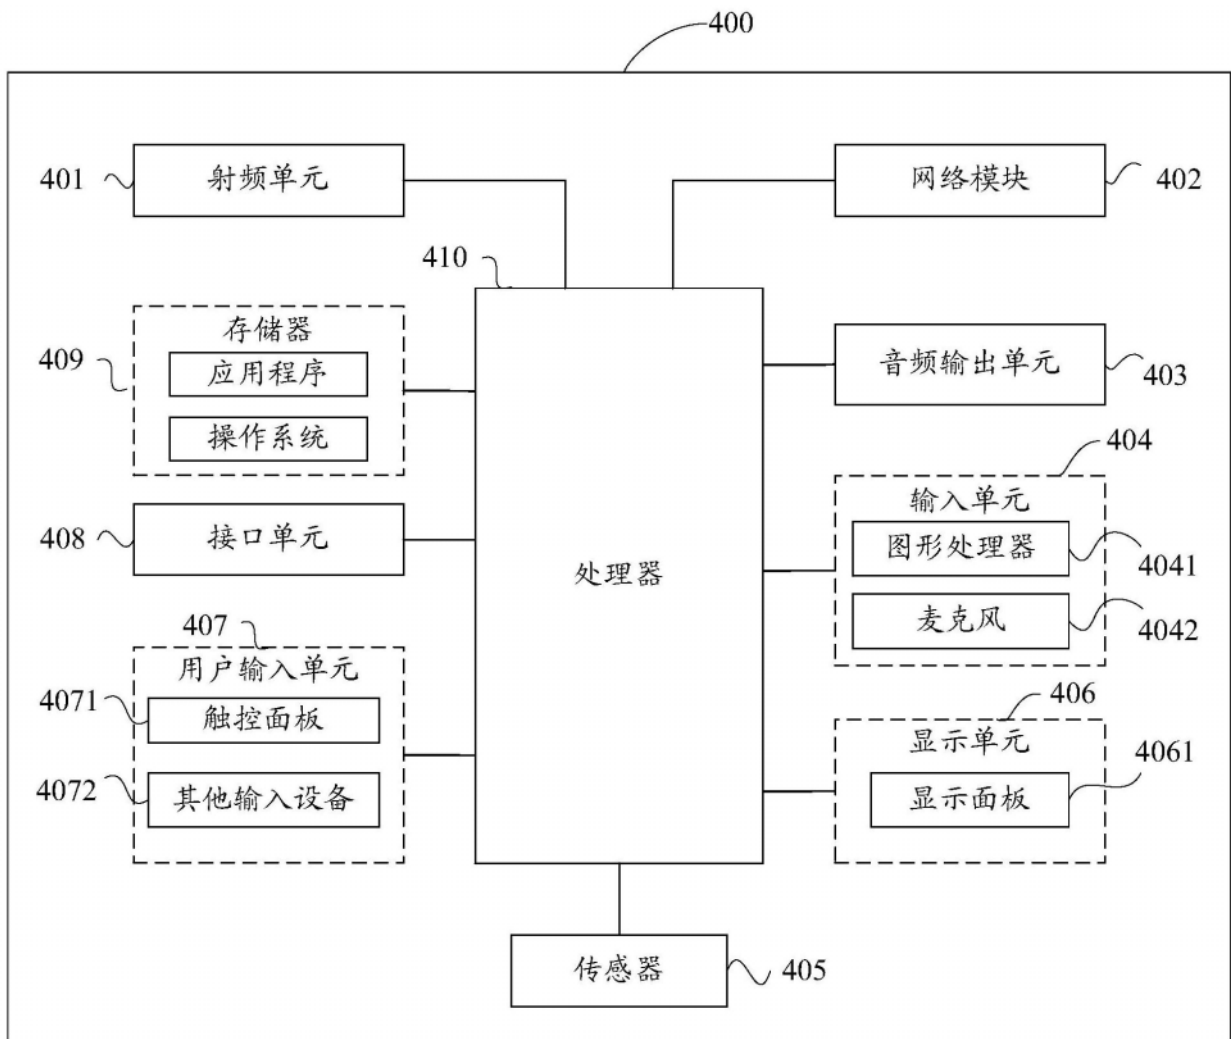 400
401
射频单元
网络模块
402
410
存储器
409
应用程序
操作系统
音频输出单元
403
404
输入单元
图形处理器
4041
麦克风
4042
408
接口单元
处理器
407
用户输入单元
4071
触控面板
4072
其他输入设备
406
显示单元
4061
显示面板
传感器
405